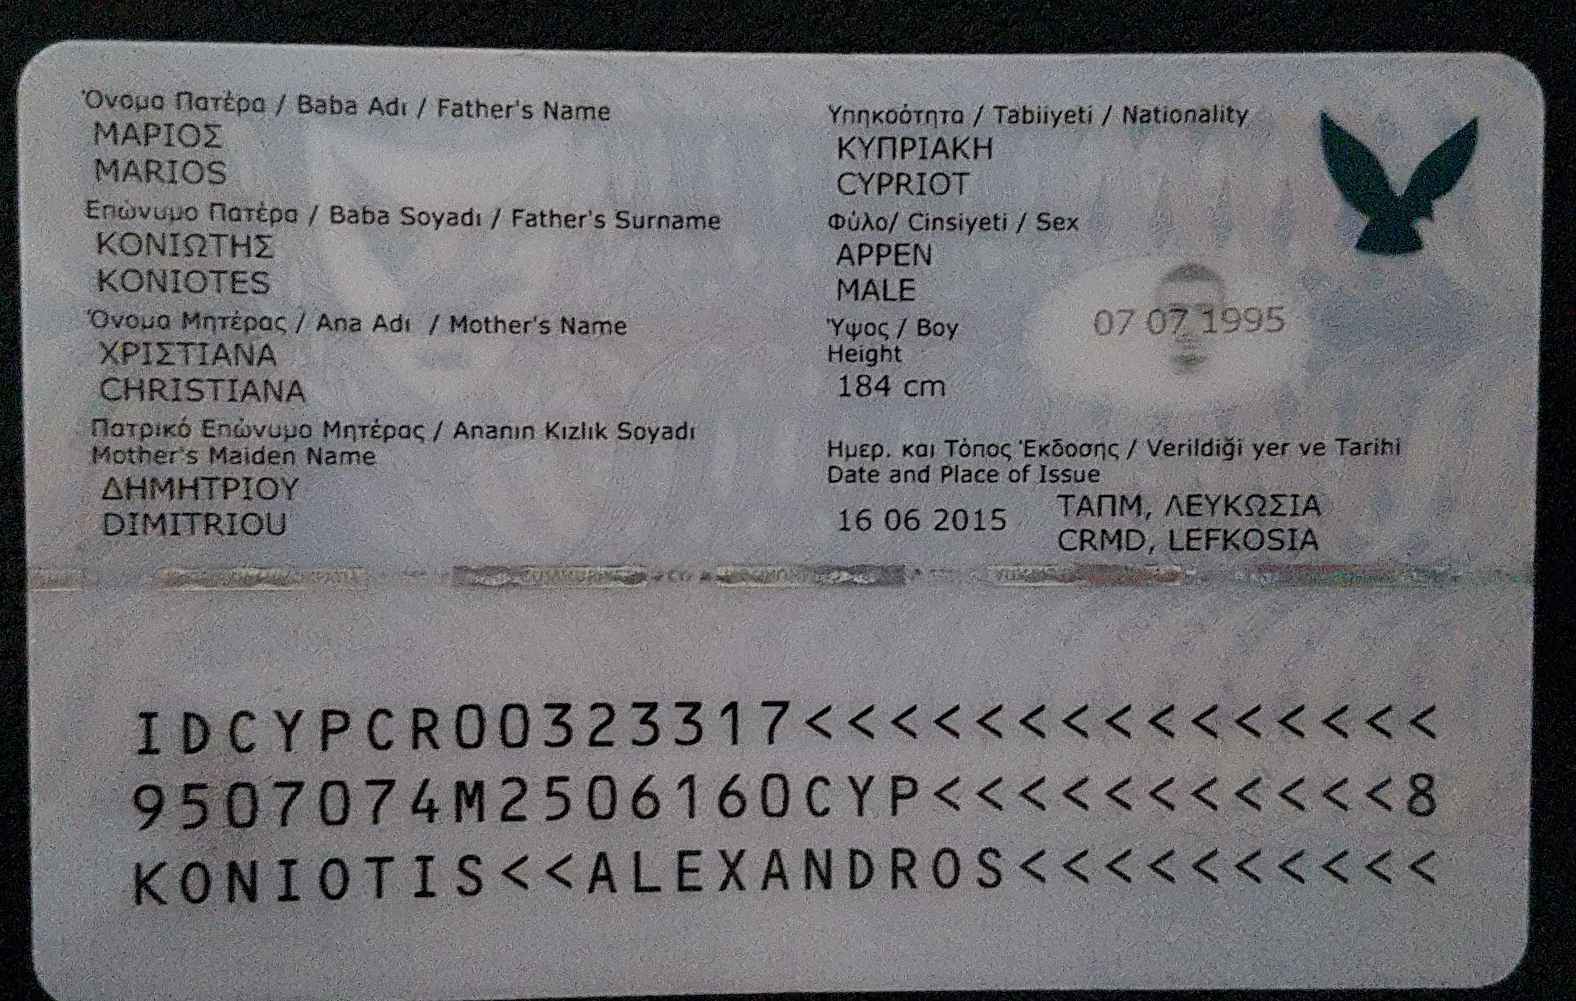 Όνομα Πατέρα / Baba Adı / Father's Name
ΜΑΡΙΟΣ
MARIOS
Επώνυμο Πατέρα / Baba Soyadı / Father's Surname
ΚΟΝΙΩΤΗΣ
KONIOTES
Όνομα Μητέρας / Ana Adı / Mother's Name
ΧΡΙΣΤΙΑΝΑ
CHRISTIANA
Πατρικό Επώνυμο Μητέρας / Ananın Kızlık Soyadı
Mother's Maiden Name
ΔΗΜΗΤΡΙΟΥ
DIMITRIOU
Υπηκοότητα / Tabiiyeti / Nationality
ΚΥΠΡΙΑΚΗ
CYPRIOT
Φύλο/ Cinsiyeti / Sex
ΑΡΡΕΝ
MALE
Ύψος / Boy
Height
184 cm
07 07 1995
Ημερ. και Τόπος Έκδοσης / Verildiği yer ve Tarihi
Date and Place of Issue
16 06 2015
ΤΑΠΜ, ΛΕΥΚΩΣΙΑ
CRMD, LEFKOSIA
IDCYPCR00323317<<<<<<<<<<<<<<<
9507074M2506160CYP<<<<<<<<<<<8
KONIOTIS<<ALEXANDROS<<<<<<<<<<